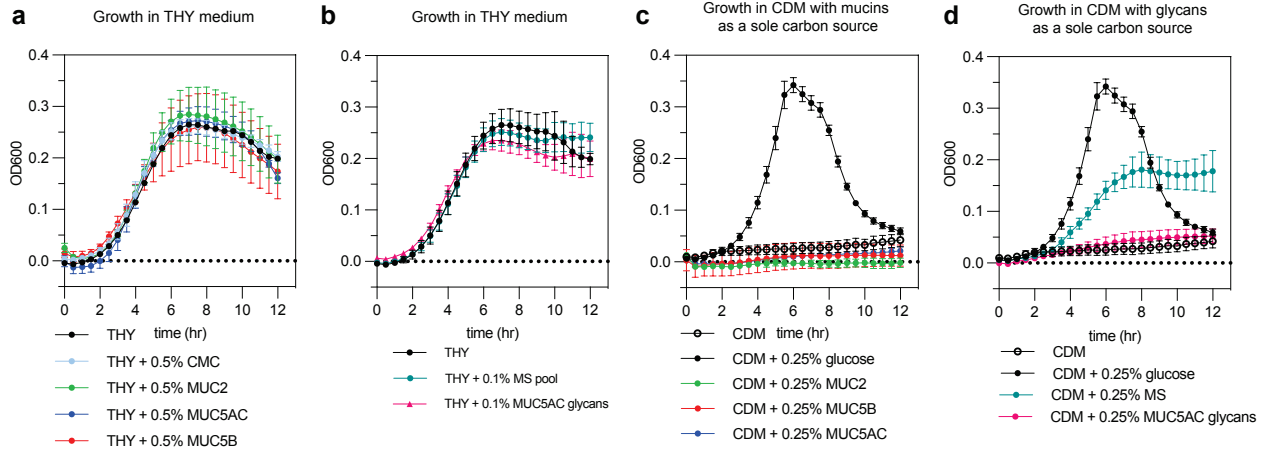 a
Growth in THY medium
OD600
0.4
0.3
0.2
0.1
0.0
0 2 4 6 8 10 12
time (hr)
THY
THY + 0.5% CMC
THY + 0.5% MUC2
THY + 0.5% MUC5AC
THY + 0.5% MUC5B
b
Growth in THY medium
OD600
0.4
0.3
0.2
0.1
0.0
0 2 4 6 8 10 12
time (hr)
THY
THY + 0.1% MS pool
THY + 0.1% MUC5AC glycans
c
Growth in CDM with mucins
as a sole carbon source
OD600
0.4
0.3
0.2
0.1
0.0
0 2 4 6 8 10 12
time (hr)
CDM
CDM + 0.25% glucose
CDM + 0.25% MUC2
CDM + 0.25% MUC5B
CDM + 0.25% MUC5AC
d
Growth in CDM with glycans
as a sole carbon source
OD600
0.4
0.3
0.2
0.1
0.0
0 2 4 6 8 10 12
time (hr)
CDM
CDM + 0.25% glucose
CDM + 0.25% MS
CDM + 0.25% MUC5AC glycans